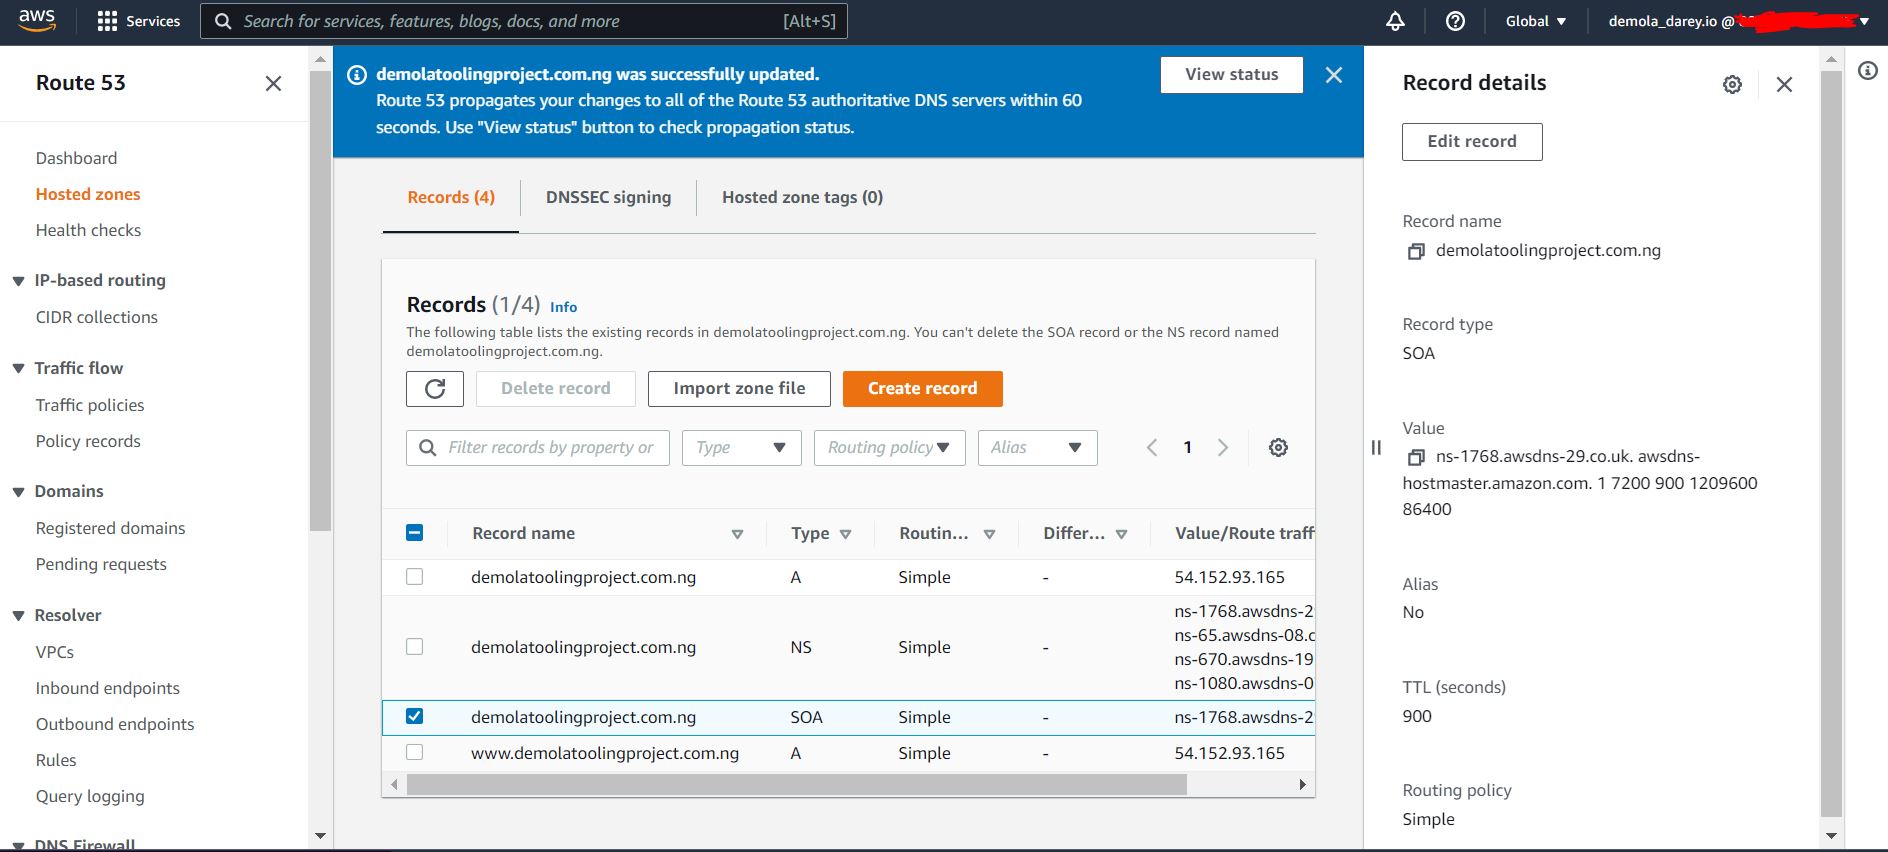 aws
Services
Search for services, features, blogs, docs, and more
[Alt+S]
Global
demola_darey.io @
Route 53
Dashboard
Hosted zones
Health checks
IP-based routing
CIDR collections
Traffic flow
Traffic policies
Policy records
Domains
Registered domains
Pending requests
Resolver
VPCs
Inbound endpoints
Outbound endpoints
Rules
Query logging
DNS Firewall
demolatoolingproject.com.ng was successfully updated.
Route 53 propagates your changes to all of the Route 53 authoritative DNS servers within 60
seconds. Use "View status" button to check propagation status.
View status
Records (4)
DNSSEC signing
Hosted zone tags (0)
Records (1/4) Info
The following table lists the existing records in demolatoolingproject.com.ng. You can't delete the SOA record or the NS record named
demolatoolingproject.com.ng.
Delete record
Import zone file
Create record
Filter records by property or
Type
Routing policy
Alias
1
Record name Type Routin... Differ... Value/Route traff
demolatoolingproject.com.ng A Simple - 54.152.93.165
demolatoolingproject.com.ng NS Simple -
ns-1768.awsdns-2
ns-65.awsdns-08.c
ns-670.awsdns-19
ns-1080.awsdns-0
demolatoolingproject.com.ng SOA Simple - ns-1768.awsdns-2
www.demolatoolingproject.com.ng A Simple - 54.152.93.165
Record details
Edit record
Record name
demolatoolingproject.com.ng
Record type
SOA
Value
ns-1768.awsdns-29.co.uk. awsdns-
hostmaster.amazon.com. 1 7200 900 1209600
86400
Alias
No
TTL (seconds)
900
Routing policy
Simple